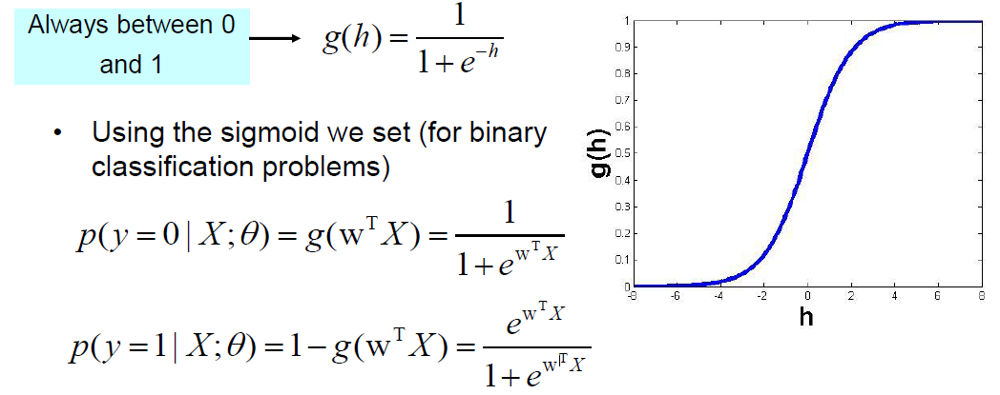 Always between 0
and 1
g(h) = 1 / (1 + e^{-h})
• Using the sigmoid we set (for binary
classification problems)
p(y = 0 | X; θ) = g(w^T X) = 1 / (1 + e^{w^T X})
p(y = 1 | X; θ) = 1 − g(w^T X) = e^{w^T X} / (1 + e^{w^T X})
1
0.9
0.8
0.7
0.6
0.5
0.4
0.3
0.2
0.1
0
g(h)
-8 -6 -4 -2 0 2 4 6 8
h